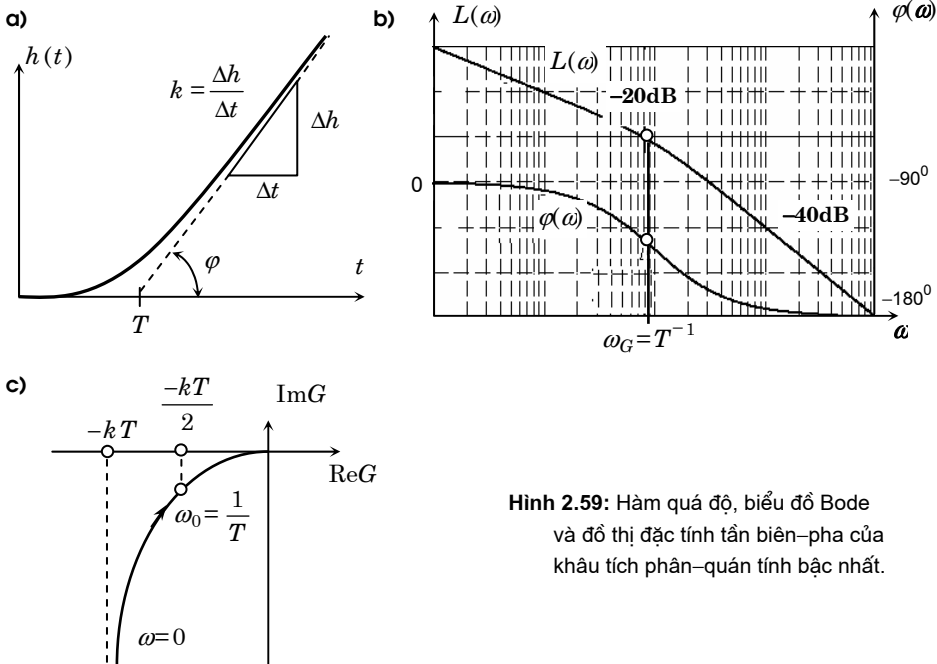 a)
h(t)
k = Δh/Δt
Δh
Δt
φ
t
T
b)
L(ω)
φ(ω)
L(ω)
–20dB
0
–90⁰
φ(ω)
–40dB
–180⁰
ω
ω_G = T⁻¹
c)
–kT/2
ImG
–kT
ReG
ω₀ = 1/T
ω=0
Hình 2.59: Hàm quá độ, biểu đồ Bode
và đồ thị đặc tính tần biên–pha của
khâu tích phân–quán tính bậc nhất.